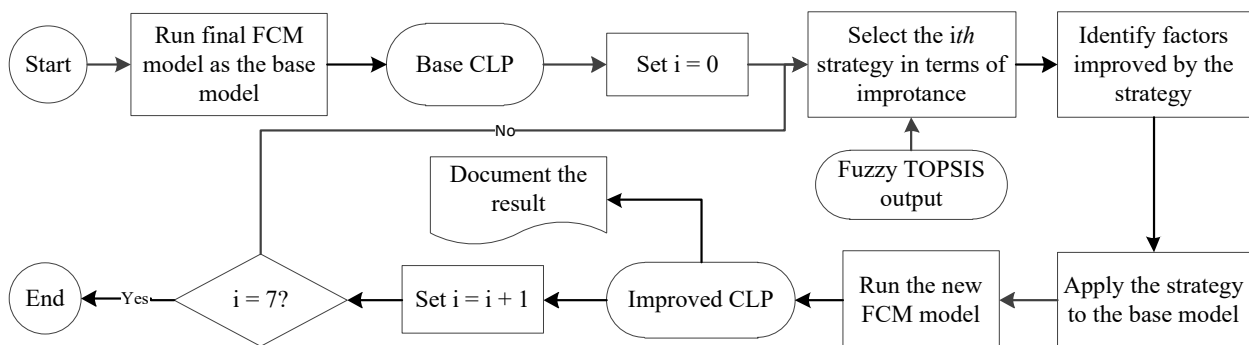 Start
Run final FCM
model as the base
model
Base CLP
Set i = 0
Select the ith
strategy in terms of
improtance
Identify factors
improved by the
strategy
Fuzzy TOPSIS
output
Apply the strategy
to the base model
Run the new
FCM model
Improved CLP
Document the
result
Set i = i + 1
i = 7?
No
Yes
End